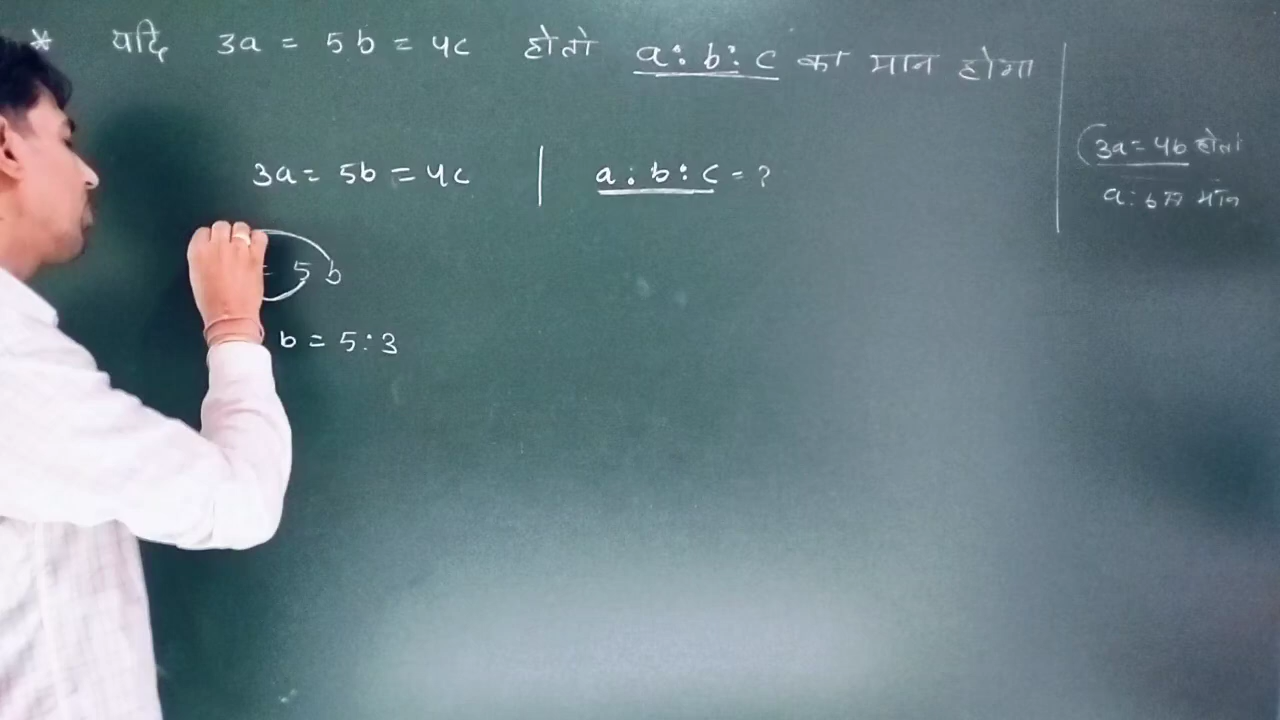 * यदि 3a = 5b = 4c होतो a:b:c का मान होगा
3a = 4b होतो
a:b
3a = 5b = 4c | a:b:c = ?
= 5b
b = 5:3